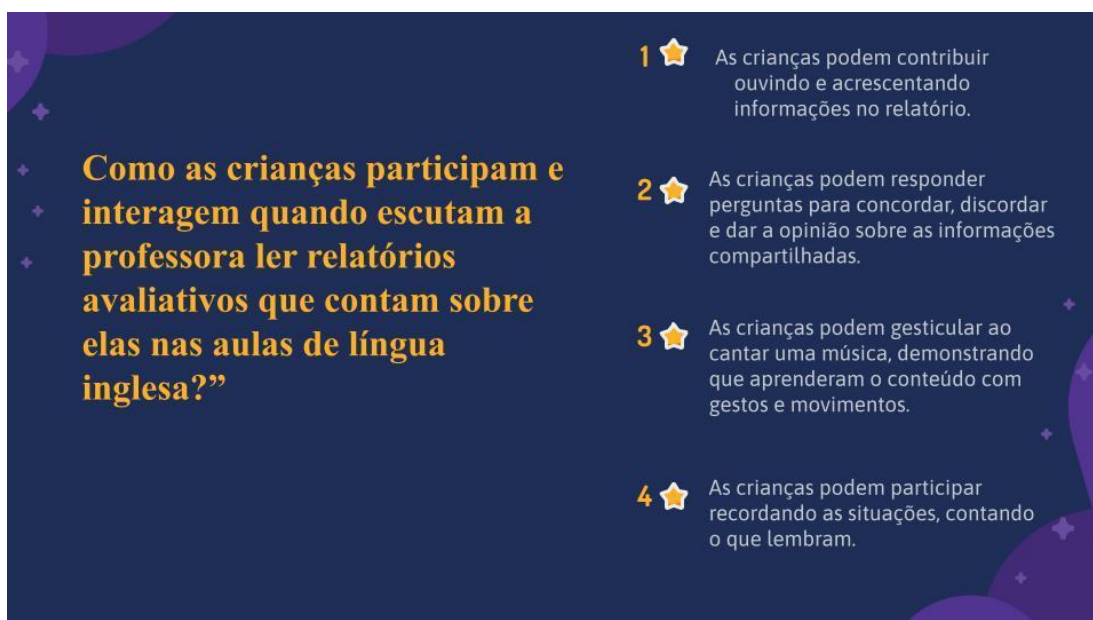 Como as crianças participam e
interagem quando escutam a
professora ler relatórios
avaliativos que contam sobre
elas nas aulas de língua
inglesa?”
1
As crianças podem contribuir
ouvindo e acrescentando
informações no relatório.
2
As crianças podem responder
perguntas para concordar, discordar
e dar a opinião sobre as informações
compartilhadas.
3
As crianças podem gesticular ao
cantar uma música, demonstrando
que aprenderam o conteúdo com
gestos e movimentos.
4
As crianças podem participar
recordando as situações, contando
o que lembram.